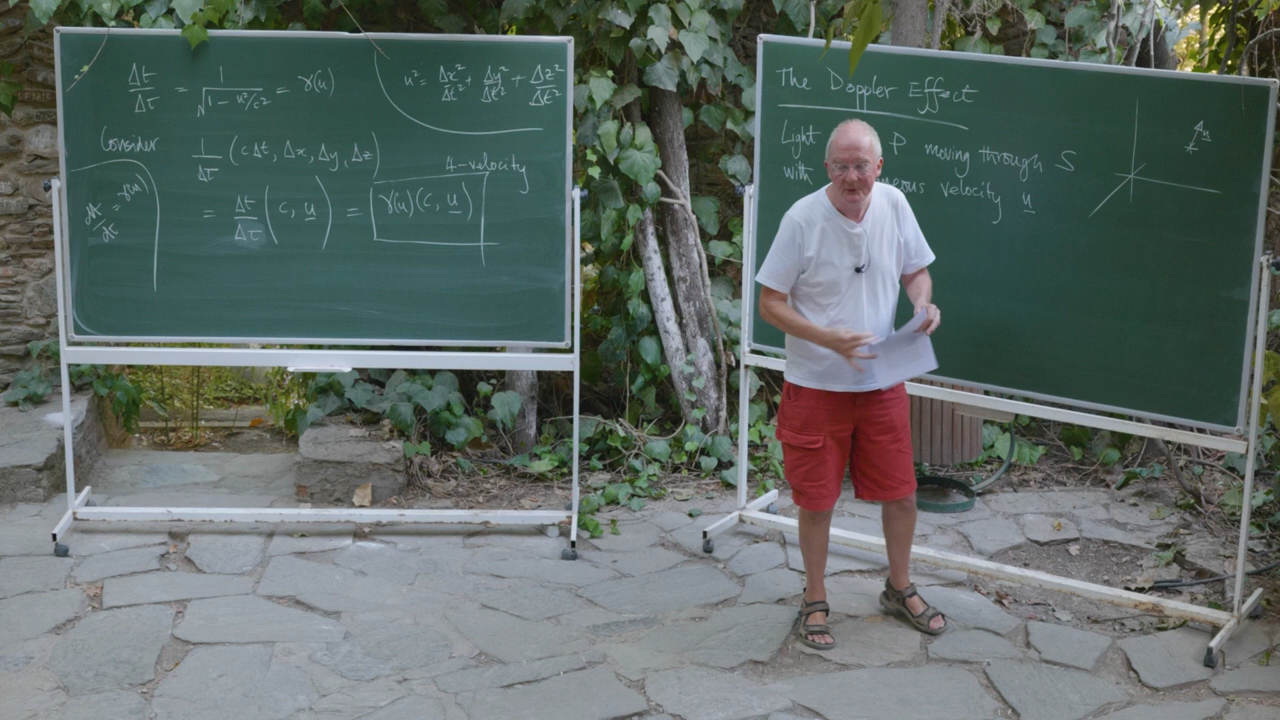 Δt/Δτ = 1/√(1 - u²/c²) = γ(u)
u² = Δx²/Δt² + Δy²/Δt² + Δz²/Δt²
Consider 1/Δτ (cΔt, Δx, Δy, Δz)
4-velocity
= Δt/Δτ (c, u) = γ(u)(c, u)
dt/dτ = γ(u)
The Doppler Effect
Light P moving through S
with velocity u
u